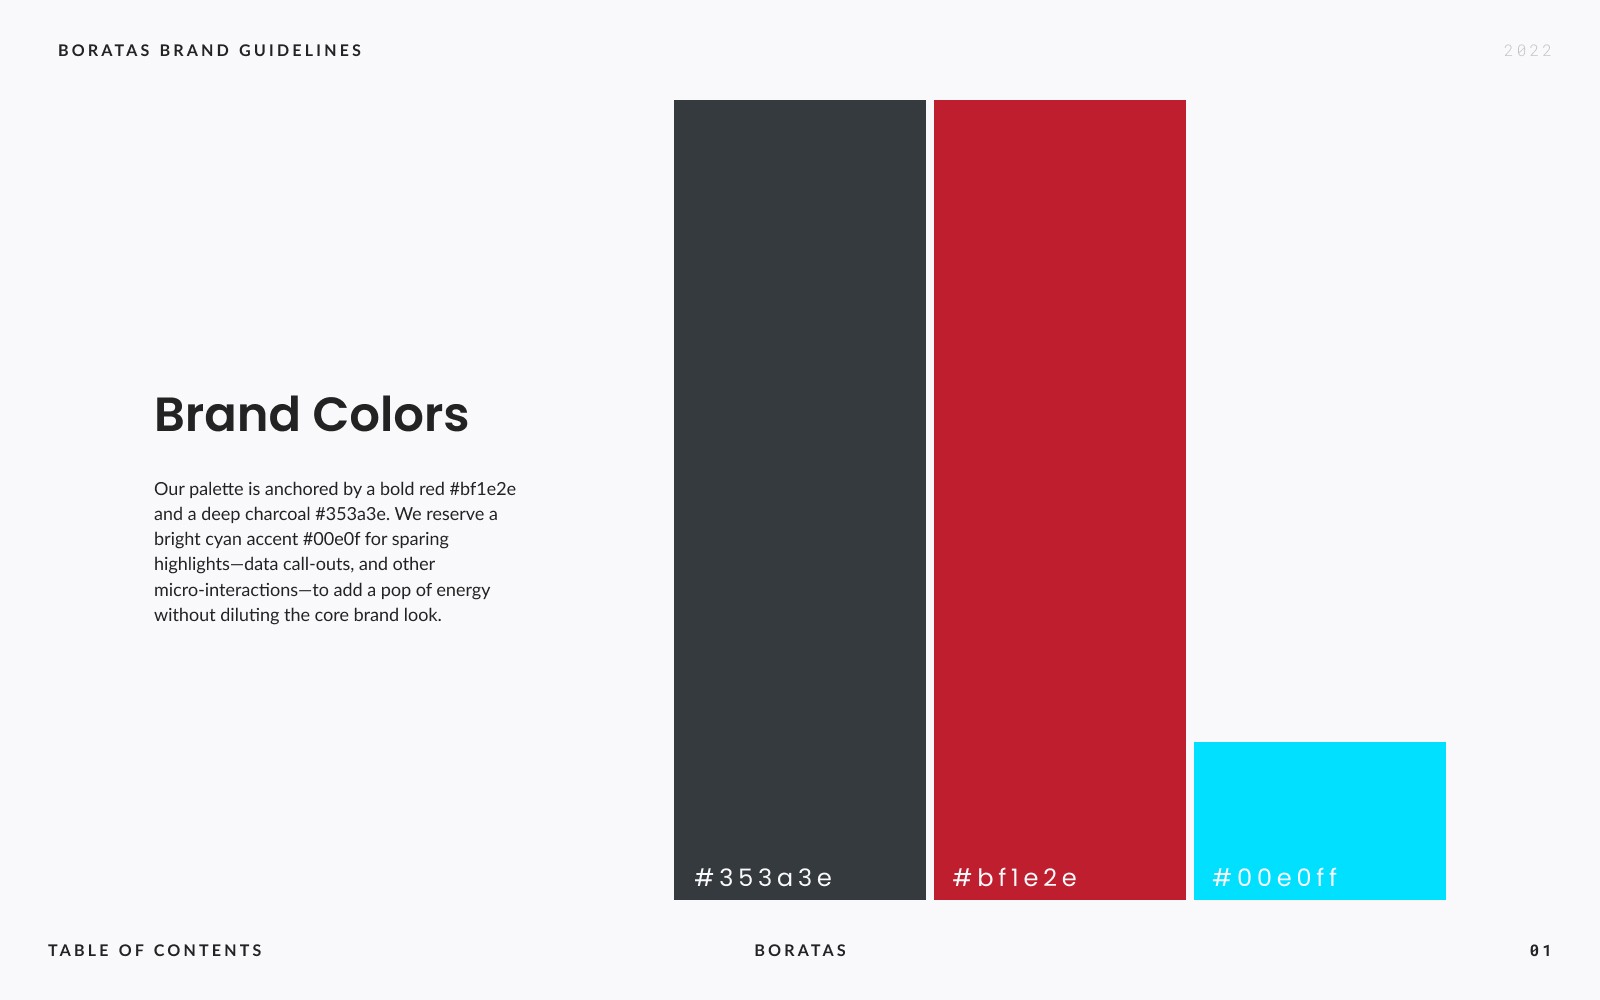 BORATAS BRAND GUIDELINES
2022
Brand Colors
Our palette is anchored by a bold red #bf1e2e
and a deep charcoal #353a3e. We reserve a
bright cyan accent #00e0f for sparing
highlights—data call-outs, and other
micro-interactions—to add a pop of energy
without diluting the core brand look.
#353a3e
#bf1e2e
#00e0ff
TABLE OF CONTENTS
BORATAS
01